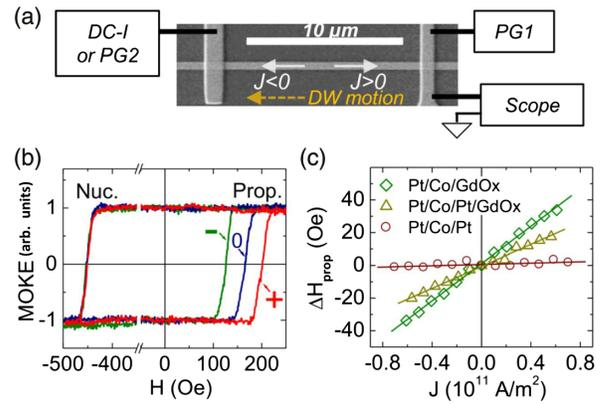 (a)
DC-I
or PG2
10 μm
PG1
J<0
J>0
DW motion
Scope
(b)
(c)
Nuc.
Prop.
−
0
+
MOKE (arb. units)
1
0
-1
-500 -400 0 100 200
H (Oe)
Pt/Co/GdOx
Pt/Co/Pt/GdOx
Pt/Co/Pt
ΔHprop (Oe)
40
20
0
-20
-40
-0.8 -0.4 0.0 0.4 0.8
J (10¹¹ A/m²)